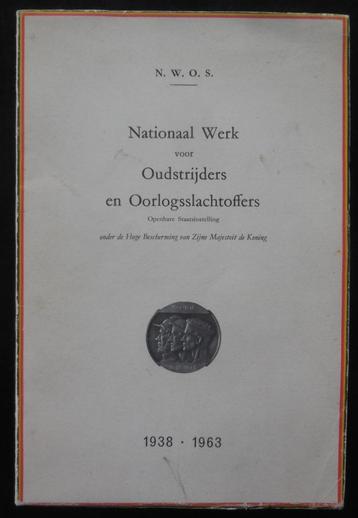 N. W. O. S.
Nationaal Werk
voor
Oudstrijders
en Oorlogsslachtoffers
Openbare Staatsinstelling
onder de Hoge Bescherming van Zijne Majesteit de Koning
1938 · 1963